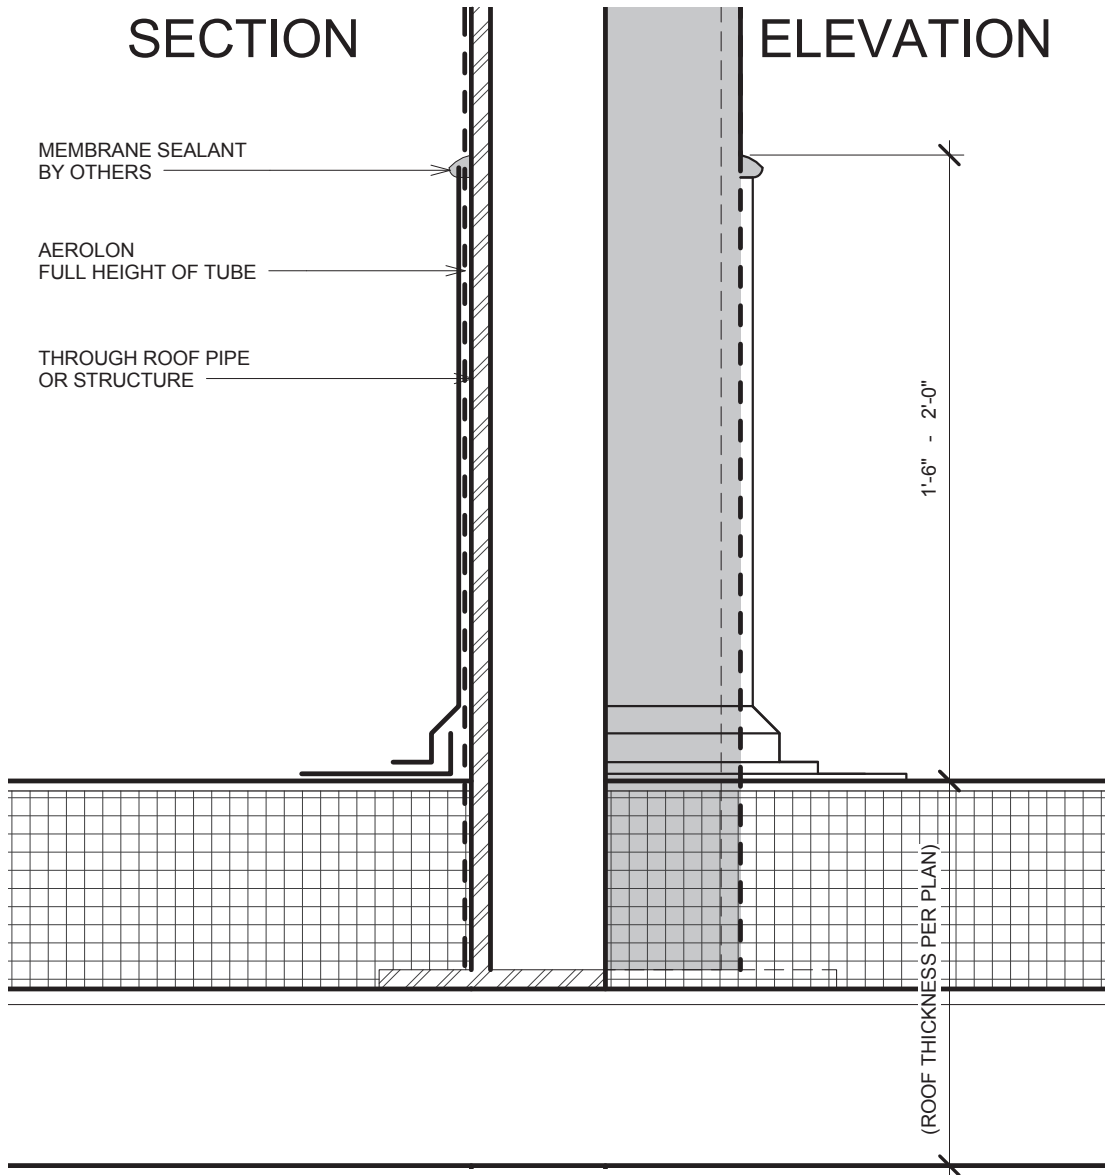 SECTION
ELEVATION
MEMBRANE SEALANT
BY OTHERS
AEROLON
FULL HEIGHT OF TUBE
THROUGH ROOF PIPE
OR STRUCTURE
1'-6" - 2'-0"
(ROOF THICKNESS PER PLAN)